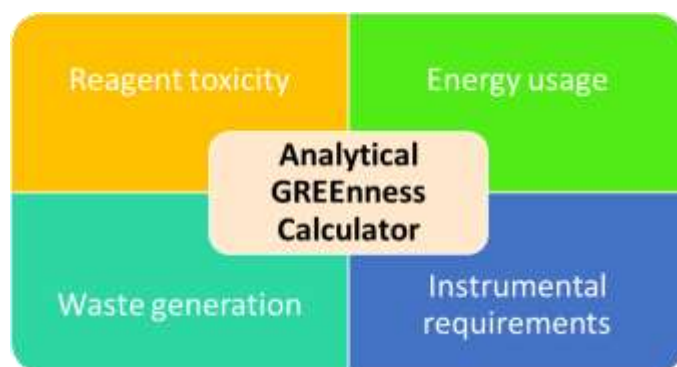 Reagent toxicity
Energy usage
Analytical
GREEnness
Calculator
Waste generation
Instrumental
requirements